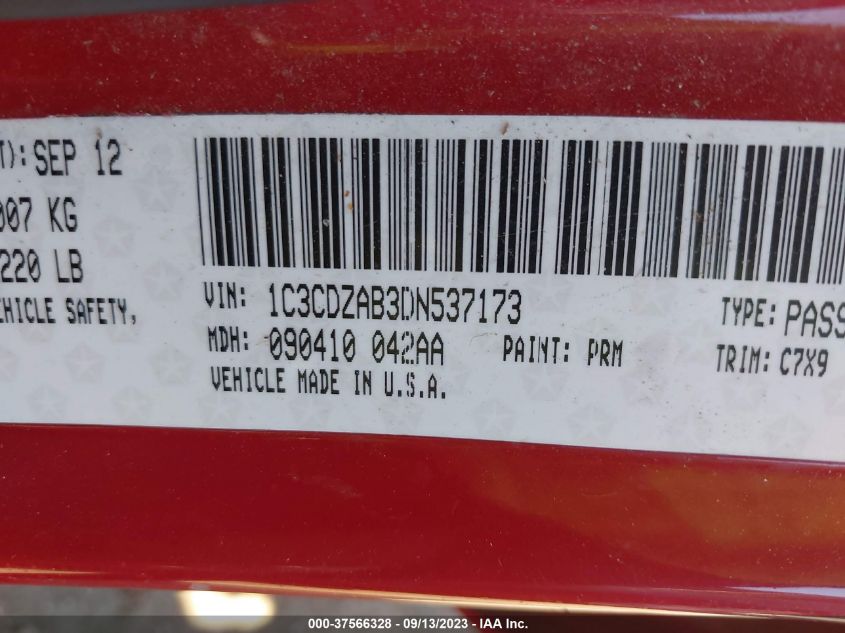 T): SEP 12
007 KG
220 LB
EHICLE SAFETY,
VIN: 1C3CDZAB3DN537173
TYPE: PASS
MDH: 090410 042AA PAINT: PRM
TRIM: C7X9
VEHICLE MADE IN U.S.A.
000-37566328 - 09/13/2023 - IAA Inc.